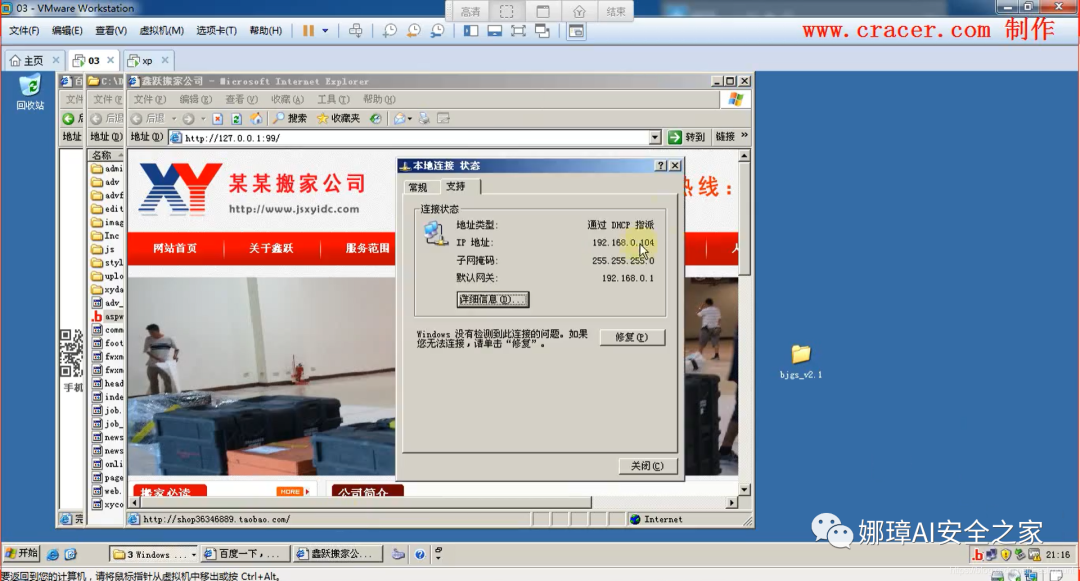 03 - VMware Workstation
高清
结束
文件(F) 编辑(E) 查看(V) 虚拟机(M) 选项卡(T) 帮助(H)
www.cracer.com 制作
主页 03 xp
回收站
鑫跃搬家公司 - Microsoft Internet Explorer
文件(F) 编辑(E) 查看(V) 收藏(A) 工具(T) 帮助(H)
后退 搜索 收藏夹
地址(D) http://127.0.0.1:99/ 转到 链接 »
名称
admi
adv
advf
edit
imag
Inc
js
styl
uplo
xyda
adv_
aspw
comm
foot
fwxm
fwxm
head
inde
job.
job_
news
news
onli
page
web.
xyco
手机
XY
某某搬家公司
http://www.jsxyidc.com
热线：
网站首页 关于鑫跃 服务范围
本地连接 状态
常规 支持
连接状态
地址类型: 通过 DHCP 指派
IP 地址: 192.168.0.104
子网掩码: 255.255.255.0
默认网关: 192.168.0.1
详细信息(D)...
Windows 没有检测到此连接的问题。如果
您无法连接，请单击“修复”。
修复(P)
关闭(C)
搬家必读 MORE 公司简介
http://shop36346889.taobao.com/ Internet
bjgs_v2.1
娜璋AI安全之家
开始 3 Windows ... 百度一下，... 鑫跃搬家公... 21:16
要返回到您的计算机，请将鼠标指针从虚拟机中移出或按 Ctrl+Alt。